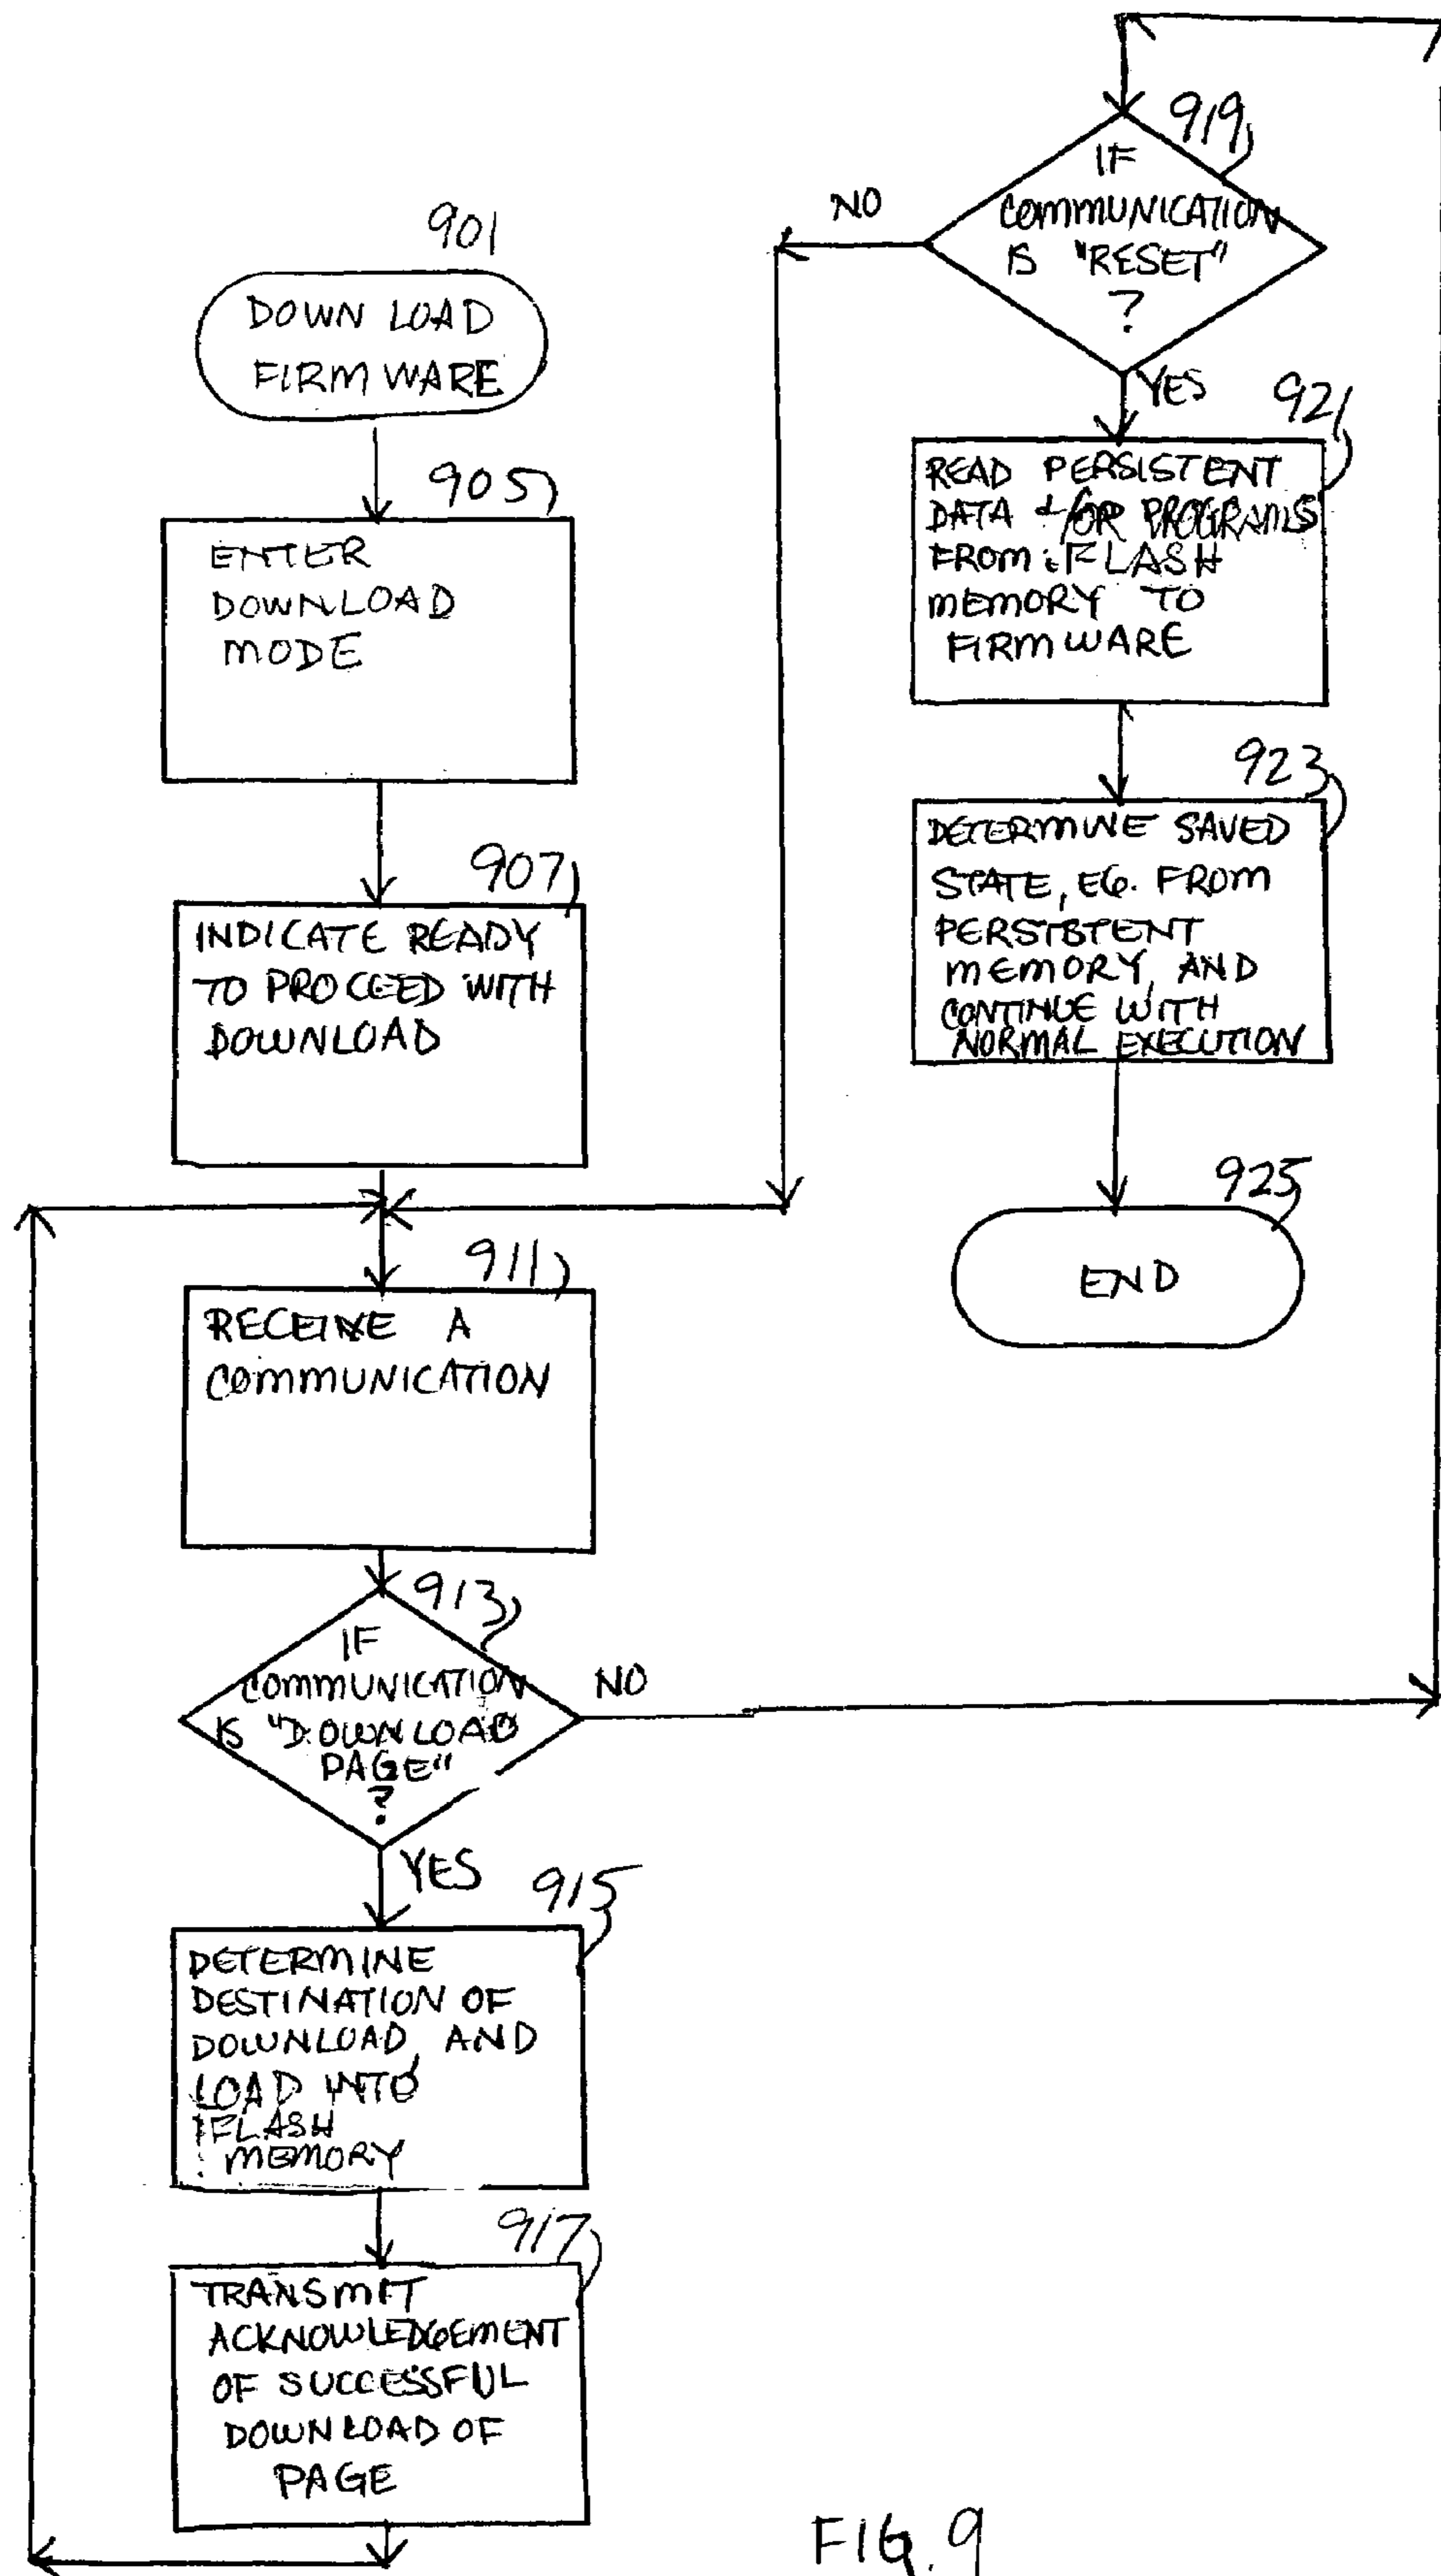 901
DOWN LOAD
FIRMWARE
905
ENTER
DOWNLOAD
MODE
907
INDICATE READY
TO PROCEED WITH
DOWNLOAD
911
RECEIVE A
COMMUNICATION
913
IF
COMMUNICATION
IS "DOWNLOAD
PAGE"
?
NO
YES
915
DETERMINE
DESTINATION OF
DOWNLOAD, AND
LOAD INTO
FLASH
MEMORY
917
TRANSMIT
ACKNOWLEDGEMENT
OF SUCCESSFUL
DOWNLOAD OF
PAGE
919
IF
COMMUNICATION
IS "RESET"
?
NO
YES
921
READ PERSISTENT
DATA +/OR PROGRAMS
FROM FLASH
MEMORY TO
FIRMWARE
923
DETERMINE SAVED
STATE, EG. FROM
PERSISTENT
MEMORY, AND
CONTINUE WITH
NORMAL EXECUTION
925
END
FIG. 9